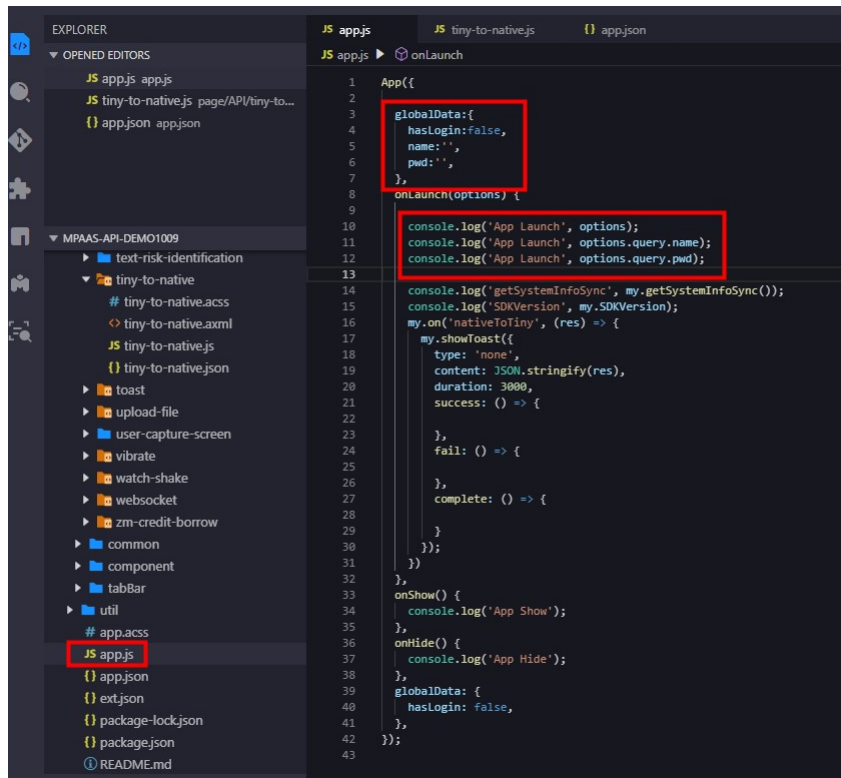 EXPLORER
OPENED EDITORS
JS app.js app.js
JS tiny-to-native.js page/API/tiny-to...
{} app.json app.json
MPAAS-API-DEMO1009
text-risk-identification
tiny-to-native
# tiny-to-native.acss
<> tiny-to-native.axml
JS tiny-to-native.js
{} tiny-to-native.json
toast
upload-file
user-capture-screen
vibrate
watch-shake
websocket
zm-credit-borrow
common
component
tabBar
util
# app.acss
JS app.js
{} app.json
{} ext.json
{} package-lock.json
{} package.json
README.md
JS app.js JS tiny-to-native.js {} app.json
JS app.js onLaunch
1 App({
2
3 globalData:{
4 hasLogin:false,
5 name:'',
6 pwd:'',
7 },
8 onLaunch(options) {
9
10 console.log('App Launch', options);
11 console.log('App Launch', options.query.name);
12 console.log('App Launch', options.query.pwd);
13
14 console.log('getSystemInfoSync', my.getSystemInfoSync());
15 console.log('SDKVersion', my.SDKVersion);
16 my.on('nativeToTiny', (res) => {
17 my.showToast({
18 type: 'none',
19 content: JSON.stringify(res),
20 duration: 3000,
21 success: () => {
22
23 },
24 fail: () => {
25
26 },
27 complete: () => {
28
29 }
30 });
31 })
32 },
33 onShow() {
34 console.log('App Show');
35 },
36 onHide() {
37 console.log('App Hide');
38 },
39 globalData: {
40 hasLogin: false,
41 },
42 });
43